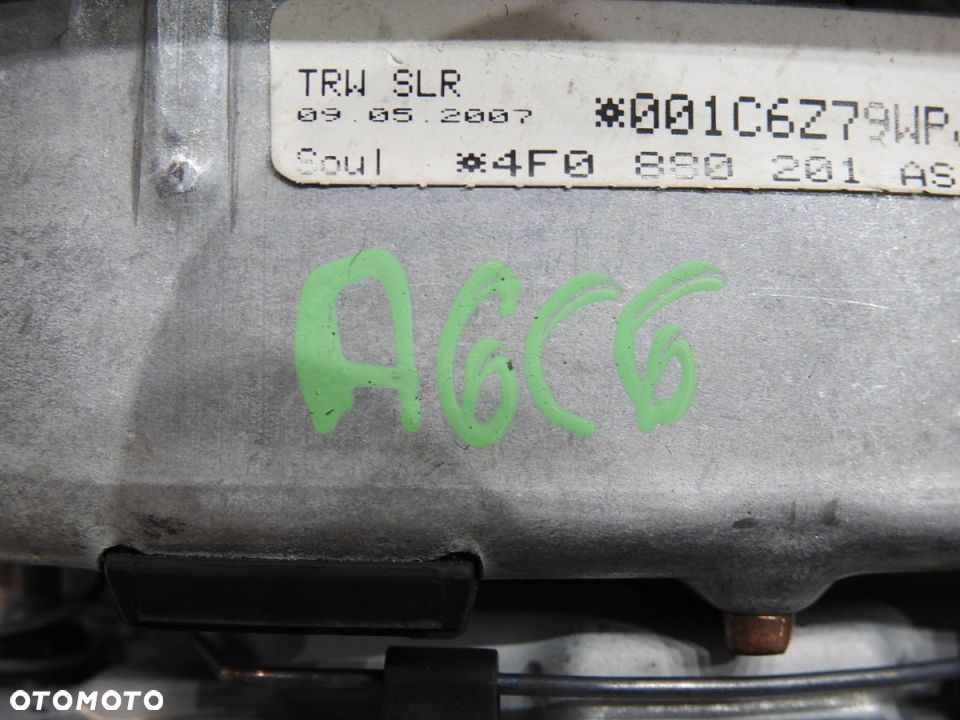 TRW SLR
09.05.2007 *001C6Z79WP
Soul *4F0 880 201 AS
A6C6
OTOMOTO